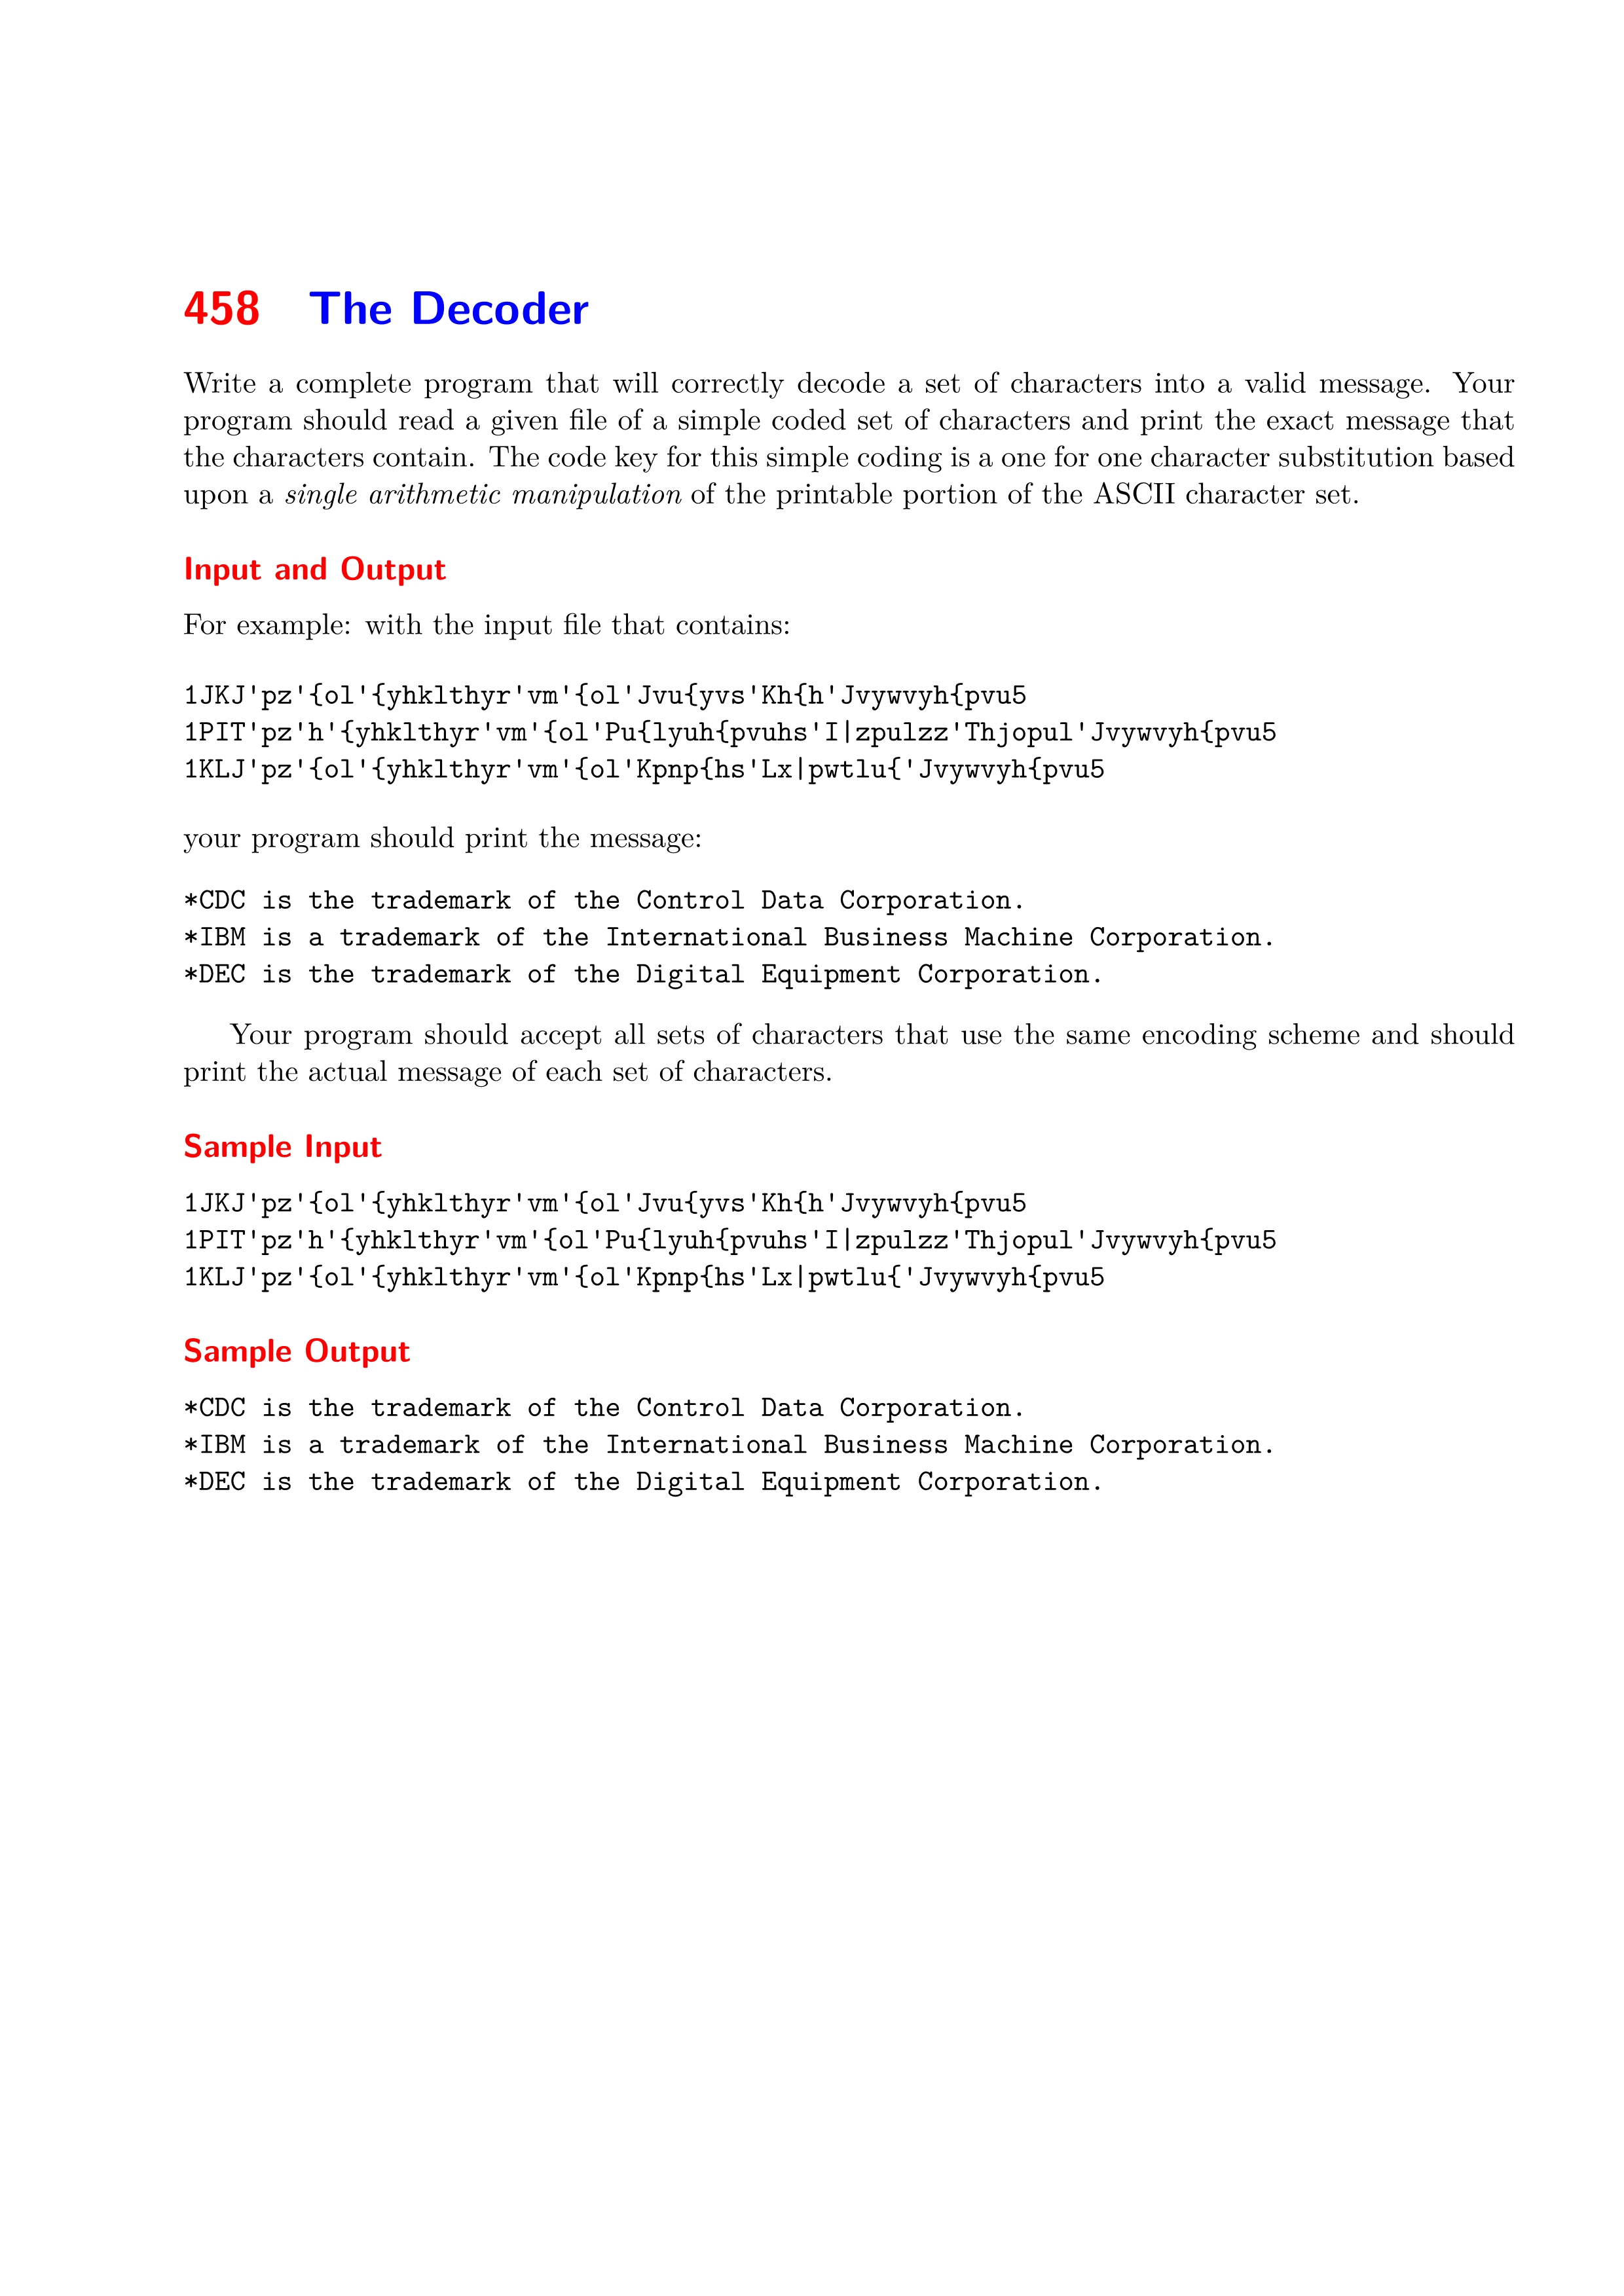 458 The Decoder
Write a complete program that will correctly decode a set of characters into a valid message. Your
program should read a given file of a simple coded set of characters and print the exact message that
the characters contain. The code key for this simple coding is a one for one character substitution based
upon a single arithmetic manipulation of the printable portion of the ASCII character set.
Input and Output
For example: with the input file that contains:
1JKJ'pz'{ol'{yhklthyr'vm'{ol'Jvu{yvs'Kh{h'Jvywvyh{pvu5
1PIT'pz'h'{yhklthyr'vm'{ol'Pu{lyuh{pvuhs'I|zpulzz'Thjopul'Jvywvyh{pvu5
1KLJ'pz'{ol'{yhklthyr'vm'{ol'Kpnp{hs'Lx|pwtlu{'Jvywvyh{pvu5
your program should print the message:
*CDC is the trademark of the Control Data Corporation.
*IBM is a trademark of the International Business Machine Corporation.
*DEC is the trademark of the Digital Equipment Corporation.
Your program should accept all sets of characters that use the same encoding scheme and should
print the actual message of each set of characters.
Sample Input
1JKJ'pz'{ol'{yhklthyr'vm'{ol'Jvu{yvs'Kh{h'Jvywvyh{pvu5
1PIT'pz'h'{yhklthyr'vm'{ol'Pu{lyuh{pvuhs'I|zpulzz'Thjopul'Jvywvyh{pvu5
1KLJ'pz'{ol'{yhklthyr'vm'{ol'Kpnp{hs'Lx|pwtlu{'Jvywvyh{pvu5
Sample Output
*CDC is the trademark of the Control Data Corporation.
*IBM is a trademark of the International Business Machine Corporation.
*DEC is the trademark of the Digital Equipment Corporation.